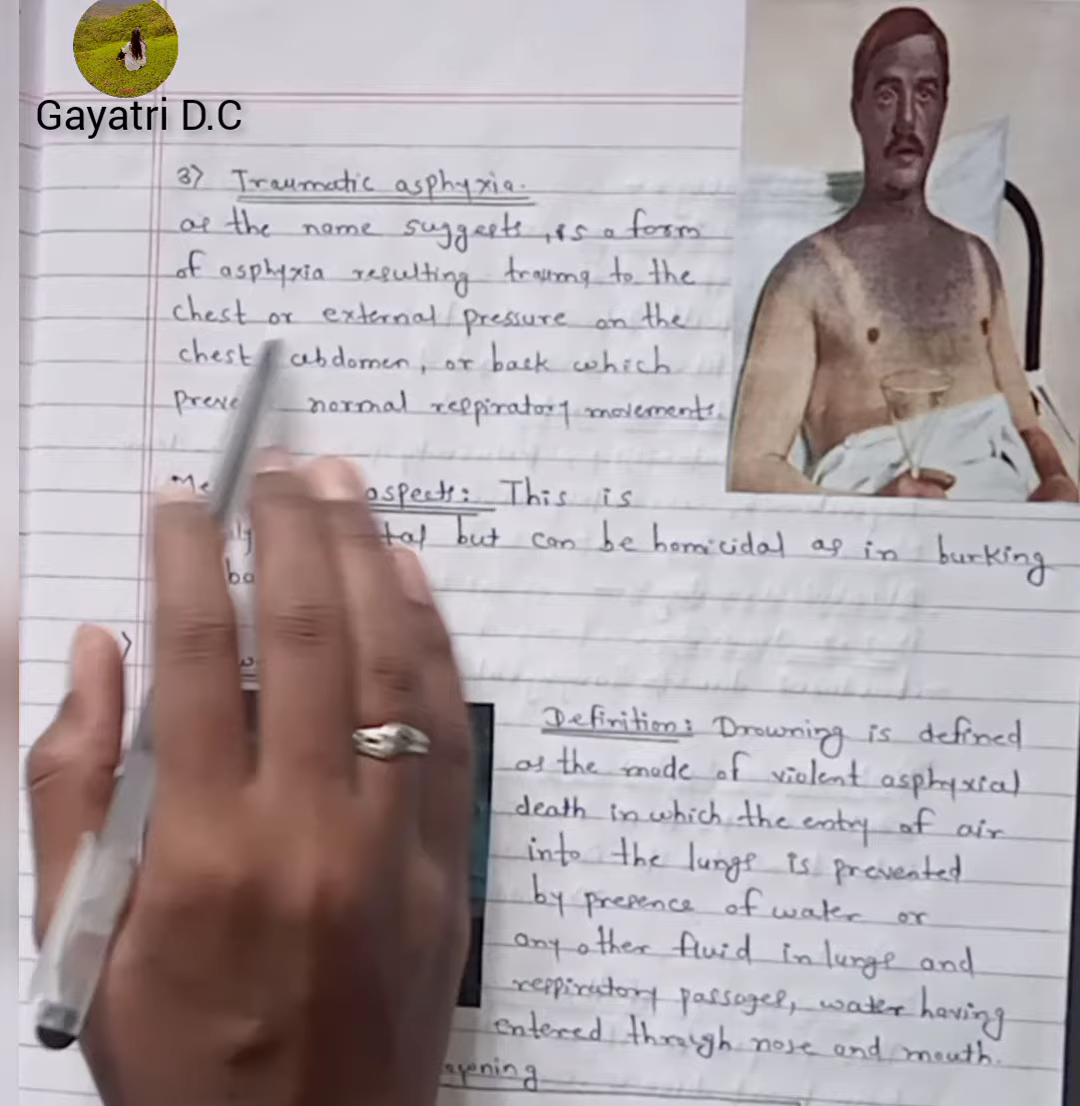 Gayatri D.C
3) Traumatic asphyxia.
as the name suggests, is a form
of asphyxia resulting trauma to the
chest or external pressure on the
chest abdomen, or back which
normal respiratory movements.
aspects: This is
but can be homicidal as in burking
Definition: Drowning is defined
as the mode of violent asphyxial
death in which the entry of air
into the lungs is prevented
by presence of water or
any other fluid in lungs and
respiratory passages, water having
entered through nose and mouth.